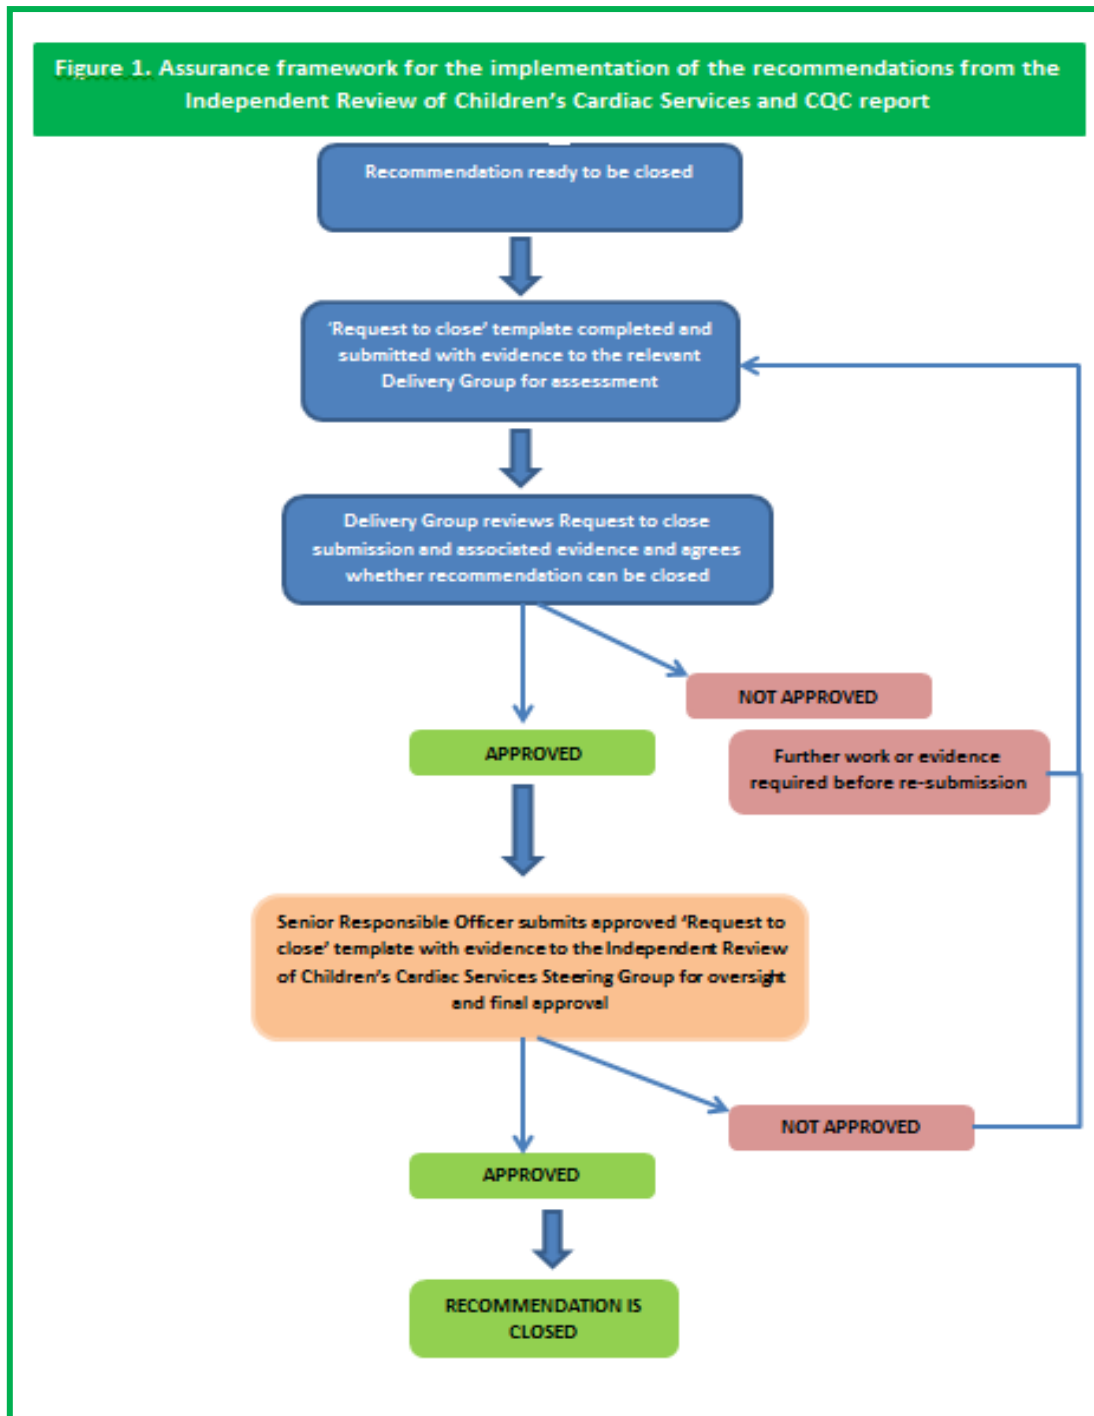 Figure 1. Assurance framework for the implementation of the recommendations from the
Independent Review of Children’s Cardiac Services and CQC report
Recommendation ready to be closed
‘Request to close’ template completed and
submitted with evidence to the relevant
Delivery Group for assessment
Delivery Group reviews Request to close
submission and associated evidence and agrees
whether recommendation can be closed
NOT APPROVED
APPROVED
Further work or evidence
required before re-submission
Senior Responsible Officer submits approved ‘Request to
close’ template with evidence to the Independent Review
of Children’s Cardiac Services Steering Group for oversight
and final approval
NOT APPROVED
APPROVED
RECOMMENDATION IS
CLOSED